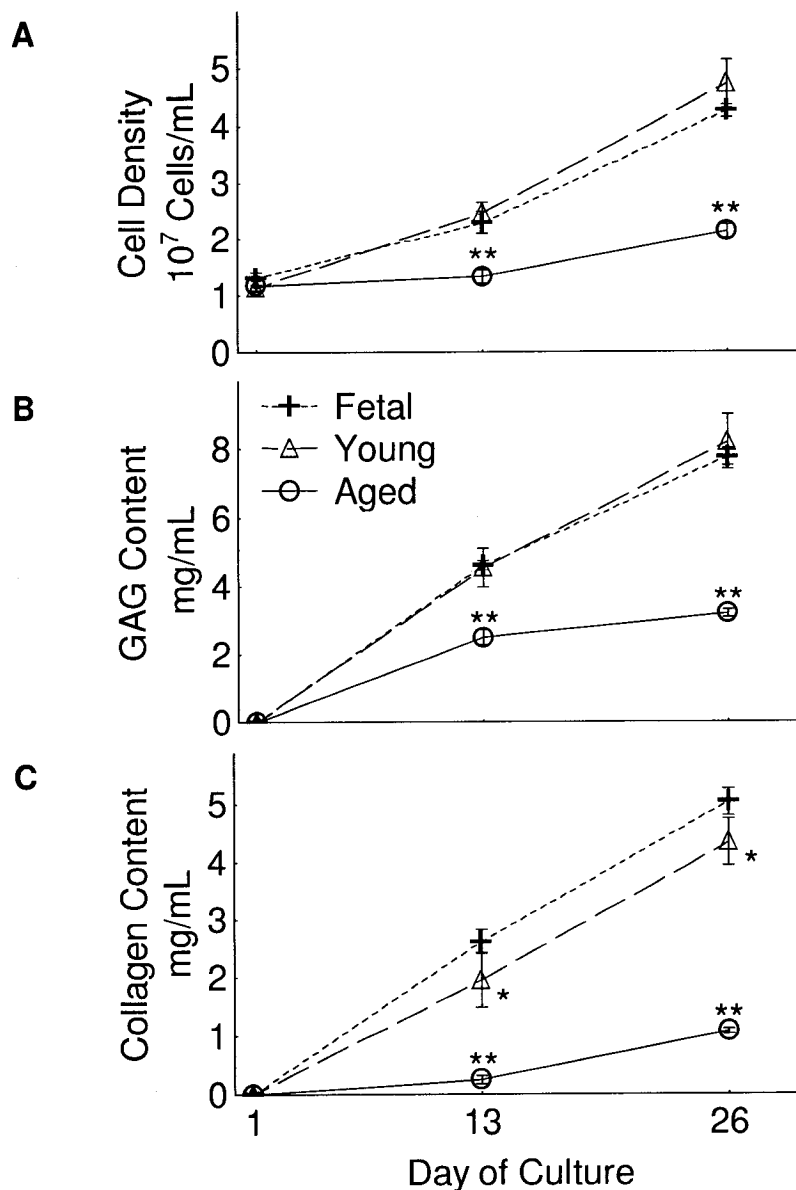 A
Cell Density
10⁷ Cells/mL
5
4
3
2
1
0
**
**
B
GAG Content
mg/mL
8
6
4
2
0
Fetal
Young
Aged
**
**
C
Collagen Content
mg/mL
5
4
3
2
1
0
*
*
**
**
1 13 26
Day of Culture